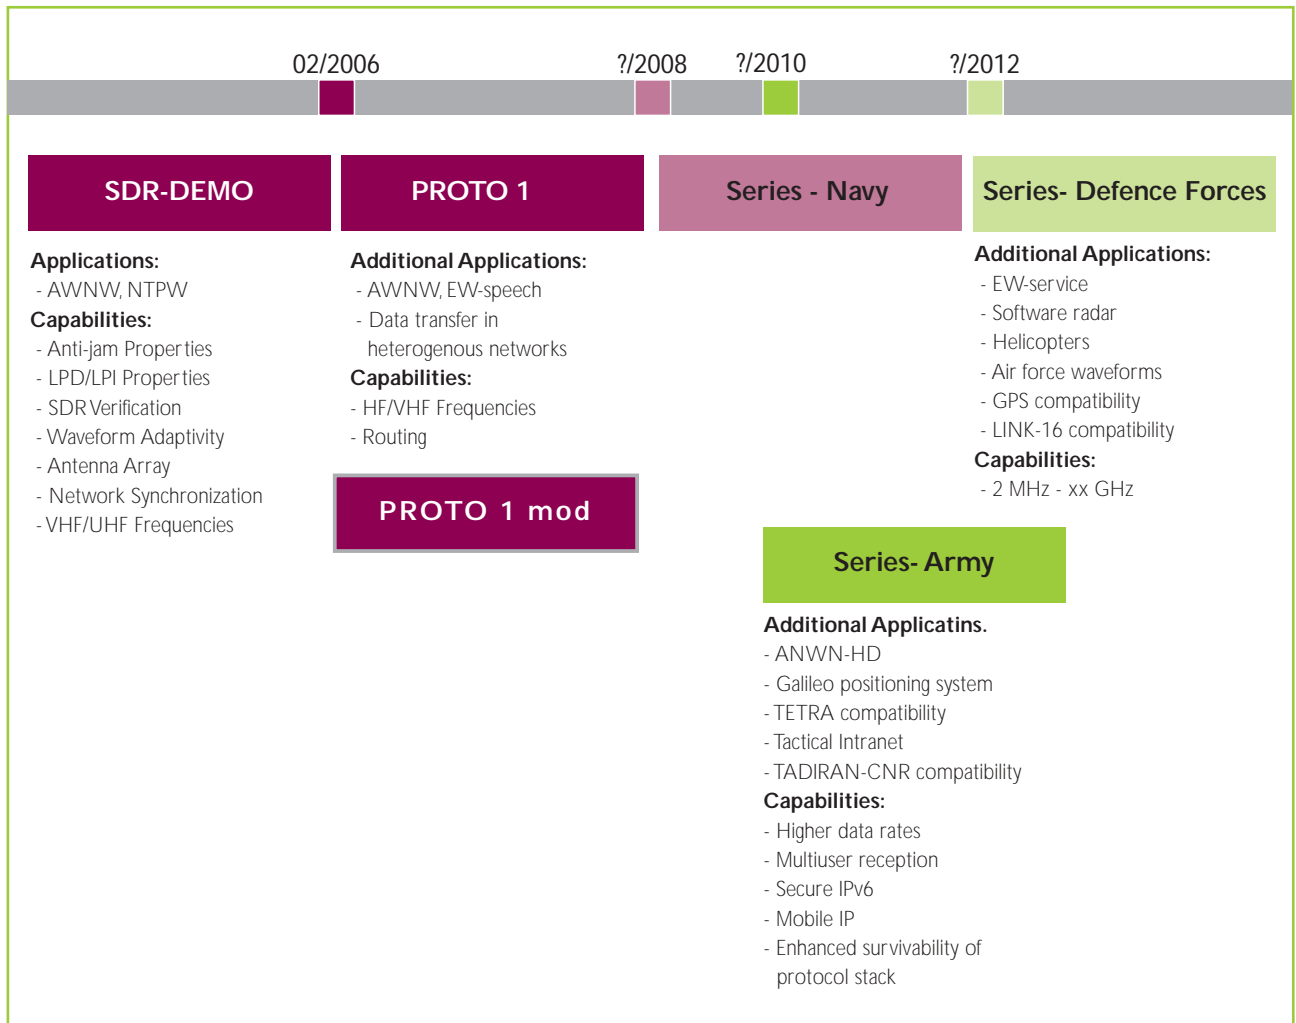 02/2006
?/2008
?/2010
?/2012
SDR-DEMO
Applications:
- AWNW, NTPW
Capabilities:
- Anti-jam Properties
- LPD/LPI Properties
- SDR Verification
- Waveform Adaptivity
- Antenna Array
- Network Synchronization
- VHF/UHF Frequencies
PROTO 1
Additional Applications:
- AWNW, EW-speech
- Data transfer in
heterogenous networks
Capabilities:
- HF/VHF Frequencies
- Routing
PROTO 1 mod
Series - Navy
Series- Defence Forces
Additional Applications:
- EW-service
- Software radar
- Helicopters
- Air force waveforms
- GPS compatibility
- LINK-16 compatibility
Capabilities:
- 2 MHz - xx GHz
Series- Army
Additional Applicatins.
- ANWN-HD
- Galileo positioning system
- TETRA compatibility
- Tactical Intranet
- TADIRAN-CNR compatibility
Capabilities:
- Higher data rates
- Multiuser reception
- Secure IPv6
- Mobile IP
- Enhanced survivability of
protocol stack